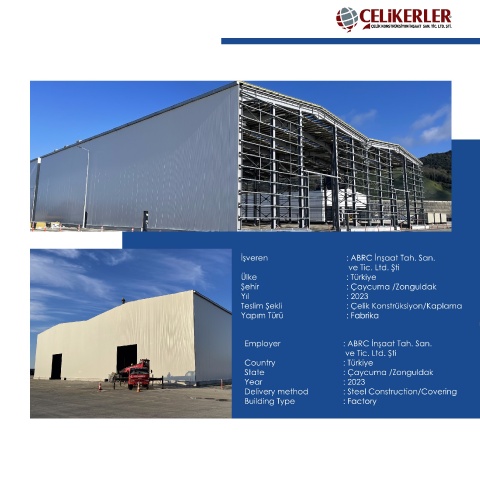 CELiKERLER
ÇELİK KONSTRÜKSİYON İNŞAAT SAN. TİC. LTD. ŞTİ.
İşveren : ABRC İnşaat Tah. San.
ve Tic. Ltd. Şti
Ülke : Türkiye
Şehir : Çaycuma /Zonguldak
Yıl : 2023
Teslim Şekli : Çelik Konstrüksiyon/Kaplama
Yapım Türü : Fabrika
Employer : ABRC İnşaat Tah. San.
ve Tic. Ltd. Şti
Country : Türkiye
State : Çaycuma /Zonguldak
Year : 2023
Delivery method : Steel Construction/Covering
Building Type : Factory